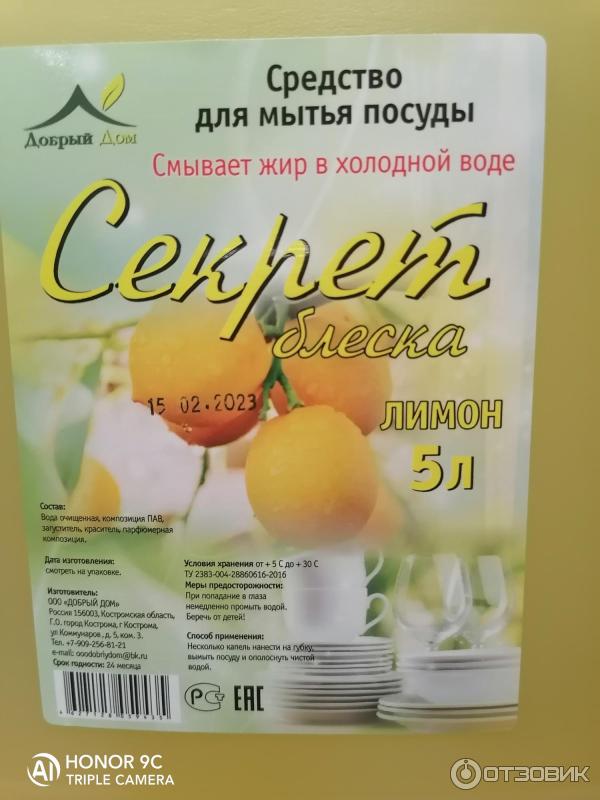 Добрый Дом
Средство
для мытья посуды
Смывает жир в холодной воде
Секрет
блеска
15 02.2023
ЛИМОН
5л
Состав:
Вода очищенная, композиция ПАВ,
загуститель, краситель, парфюмерная
композиция.
Дата изготовления:
смотреть на упаковке.
Изготовитель:
ООО «ДОБРЫЙ ДОМ»
Россия 156003, Костромская область,
Г.О. город Кострома, г Кострома,
ул Коммунаров , д. 5, ком. 3.
Тел. +7-909-256-81-21
e-mail: ooodobriydom@bk.ru
Срок годности: 24 месяца
Условия хранения от + 5 С до + 30 С
ТУ 2383-004-28860616-2016
Меры предосторожности:
При попадание в глаза
немедленно промыть водой.
Беречь от детей!
Способ применения:
Несколько капель нанести на губку,
вымыть посуду и ополоснуть чистой
водой.
РСТ ЕАС
HONOR 9C
TRIPLE CAMERA
ОТЗОВИК